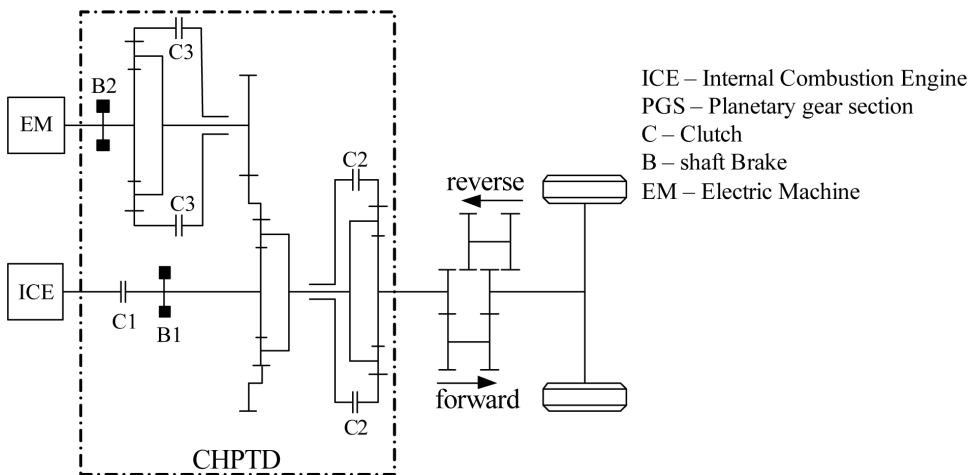 C3
B2
EM
C3
C2
reverse
ICE
C1
B1
forward
C2
CHPTD
ICE – Internal Combustion Engine
PGS – Planetary gear section
C – Clutch
B – shaft Brake
EM – Electric Machine